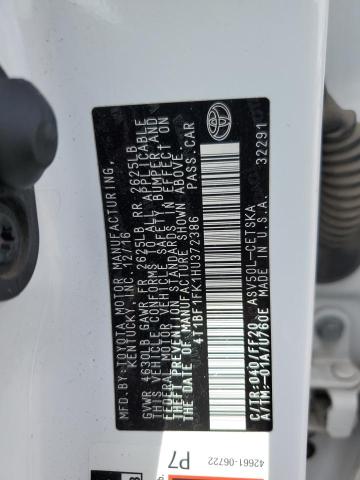 MFD.BY:TOYOTA MOTOR MANUFACTURING,
KENTUCKY, INC. 12/16
GVWR 4630LB GAWR FR 2625LB RR 2625LB
THIS VEHICLE CONFORMS TO ALL APPLICABLE
FEDERAL MOTOR VEHICLE SAFETY BUMPER, AND
THEFT PREVENTION STANDARDS IN EFFECT ON
THE DATE OF MANUFACTURE SHOWN ABOVE.
4T1BF1FK1HU372386 PASS.CAR
C/TR:040/FF20 ASV50L-CETSKA
A/TM:-01A/U760E MADE IN U.S.A. 32291
42661-06722
P7